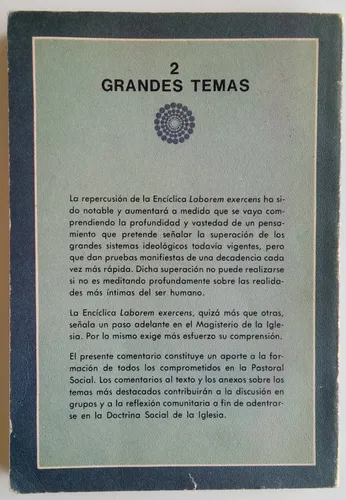 2
GRANDES TEMAS
La repercusión de la Encíclica Laborem exercens ha si-
do notable y aumentará a medida que se vaya com-
prendiendo la profundidad y vastedad de un pensa-
miento que pretende señalar la superación de los
grandes sistemas ideológicos todavía vigentes, pero
que dan pruebas manifiestas de una decadencia cada
vez más rápida. Dicha superación no puede realizarse
si no es meditando profundamente sobre las realida-
des más íntimas del ser humano.
La Encíclica Laborem exercens, quizá más que otras,
señala un paso adelante en el Magisterio de la Igle-
sia. Por lo mismo exige más esfuerzo su comprensión.
El presente comentario constituye un aporte a la for-
mación de todos los comprometidos en la Pastoral
Social. Los comentarios al texto y los anexos sobre los
temas más destacados contribuirán a la discusión en
grupos y a la reflexión comunitaria a fin de adentrar-
se en la Doctrina Social de la Iglesia.